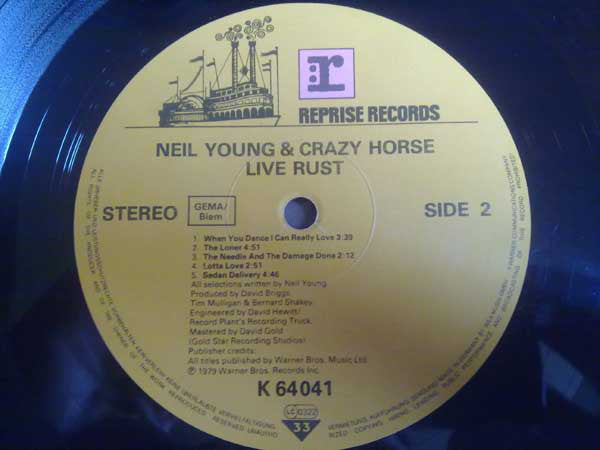 r
REPRISE RECORDS
NEIL YOUNG & CRAZY HORSE
LIVE RUST
STEREO
GEMA/
Biem
SIDE 2
1. When You Dance I Can Really Love 3:39
2. The Loner 4:51
3. The Needle And The Damage Done 2:12
4. Lotta Love 2:51
5. Sedan Delivery 4:46
All selections written by Neil Young.
Produced by David Briggs,
Tim Mulligan & Bernard Shakey.
Engineered by David Hewitt/
Record Plant's Recording Truck.
Mastered by David Gold
(Gold Star Recording Studios)
Publisher credits:
All titles published by Warner Bros. Music Ltd.
℗ 1979 Warner Bros. Records Inc.
K 64041
LC 0322
33